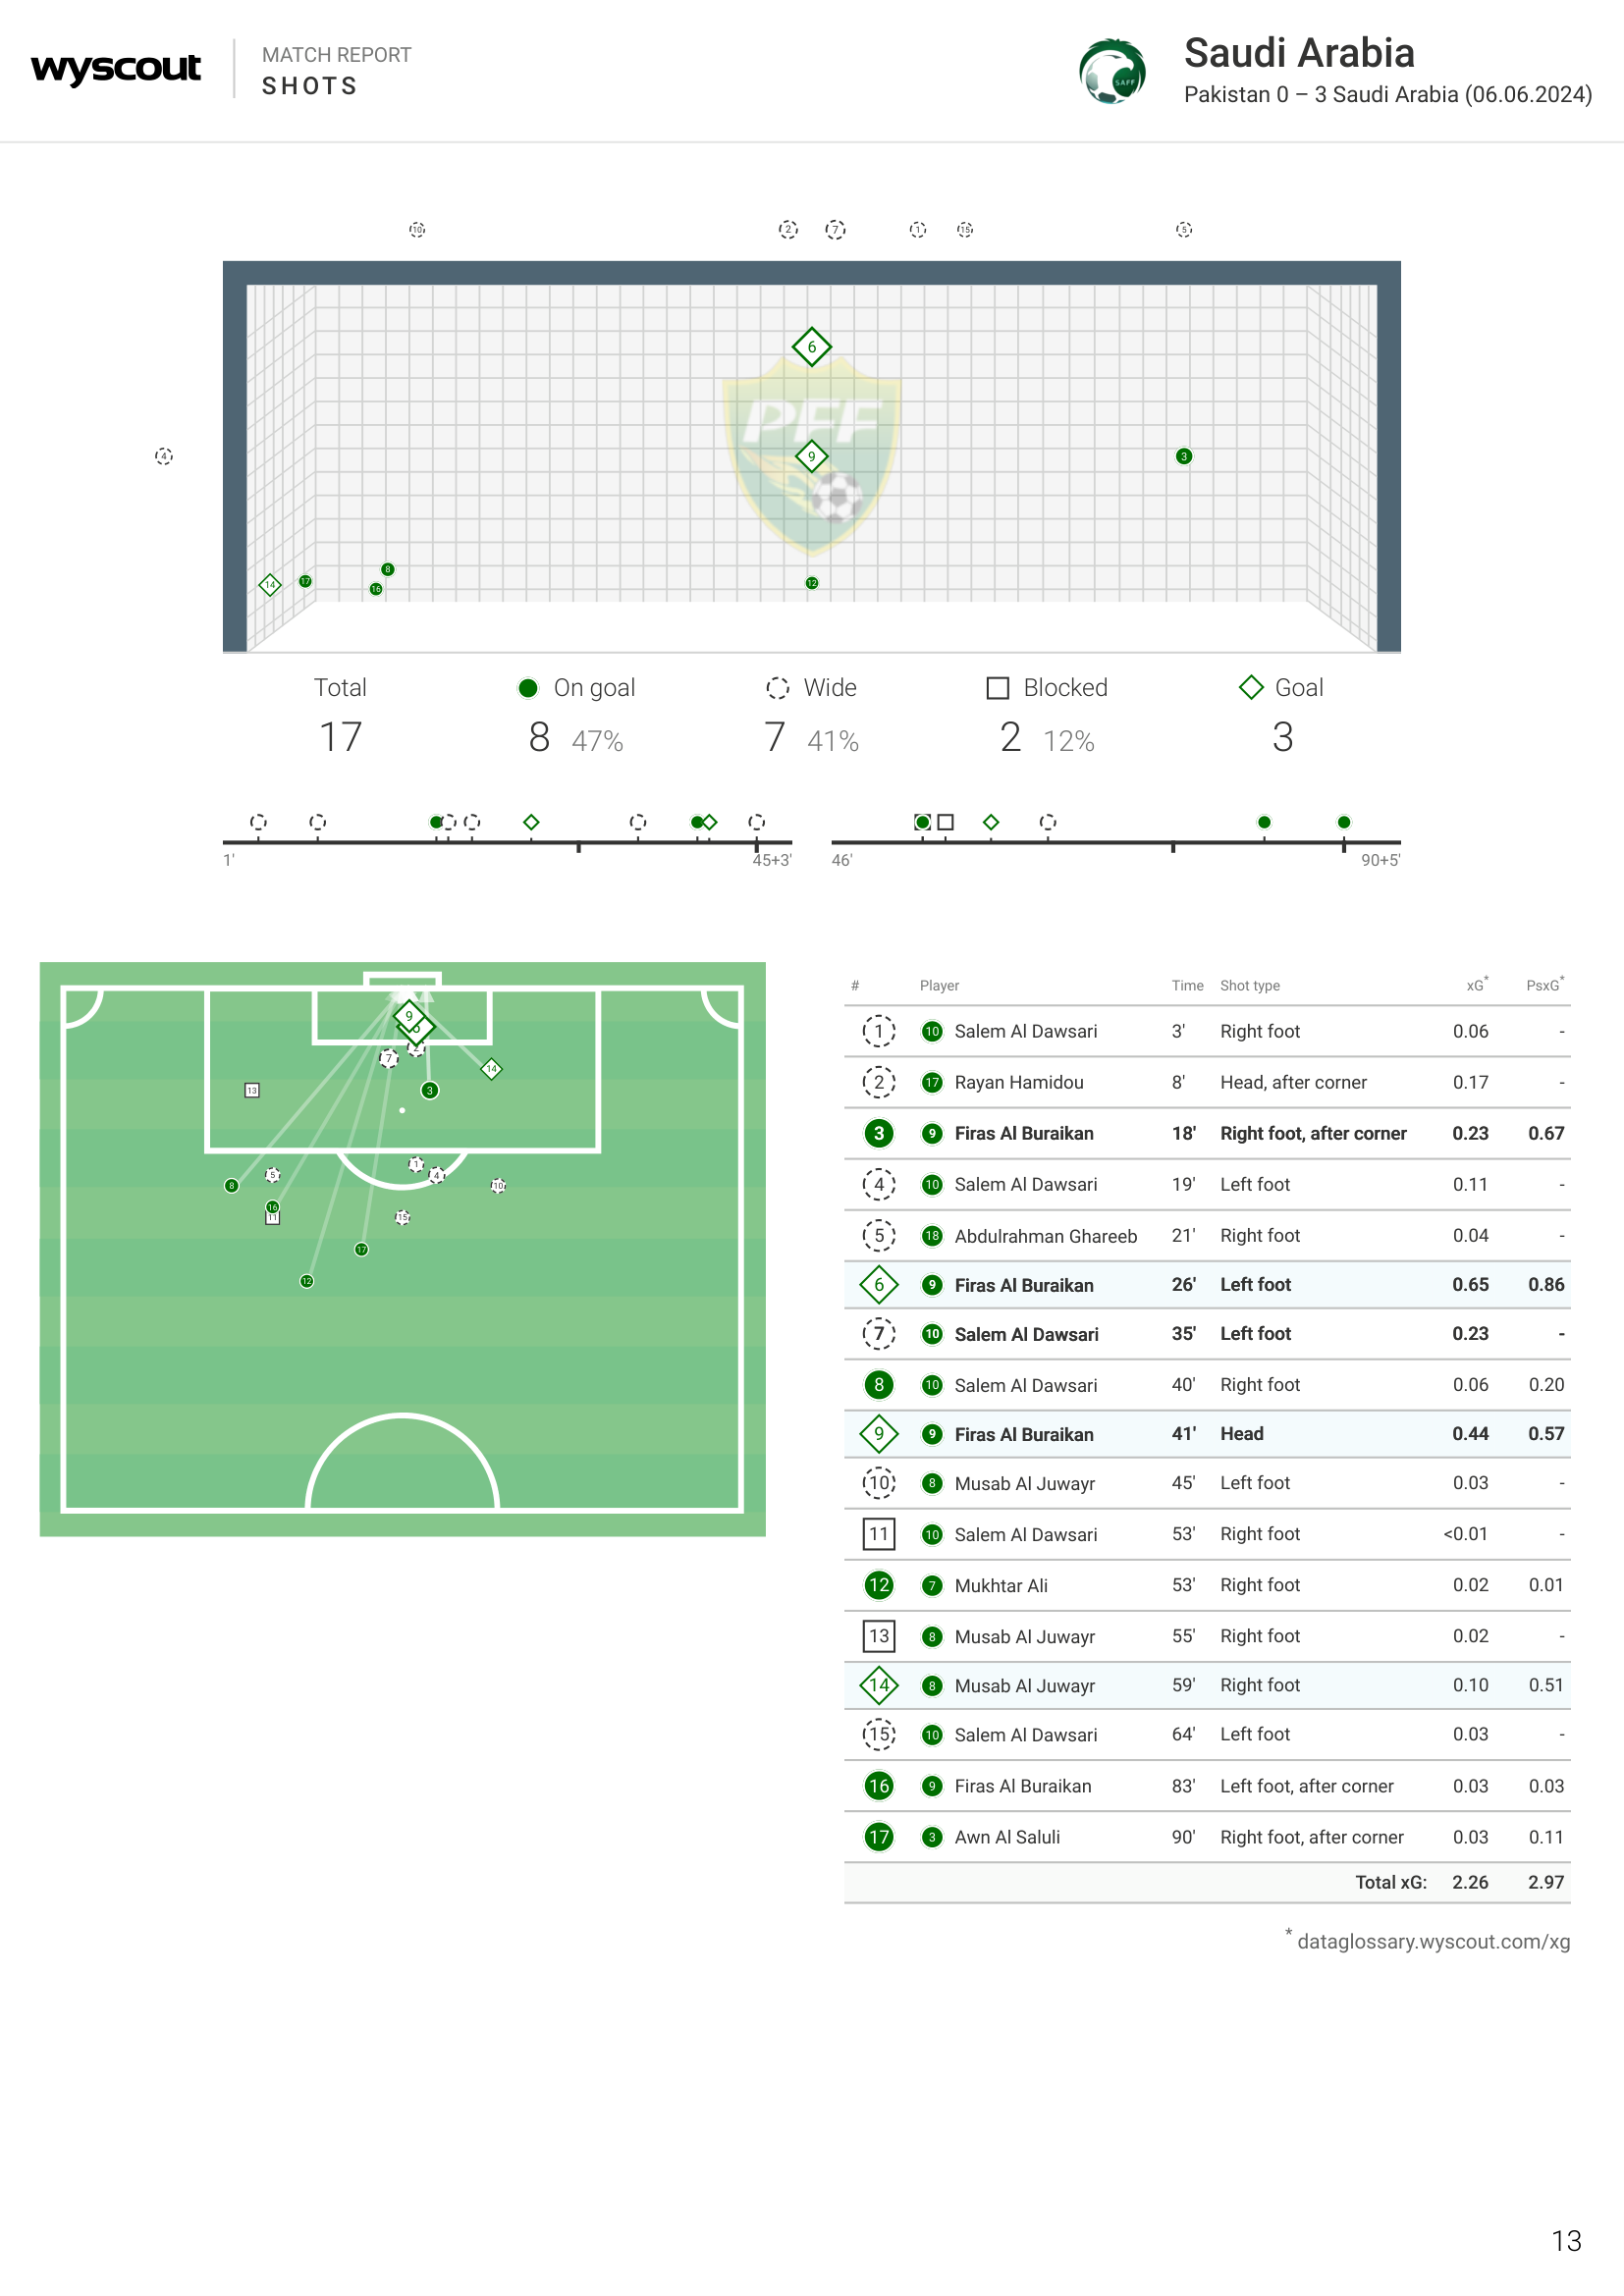 wyscout
MATCH REPORT
SHOTS
SAFF
Saudi Arabia
Pakistan 0 – 3 Saudi Arabia (06.06.2024)
10 2 7 1 15 5
6
PFF
4 9 3
14 17 8 16 12
Total On goal Wide Blocked Goal
17 8 47% 7 41% 2 12% 3
1' 45+3' 46' 90+5'
9
6
7 2
14
13 3
1
5 4
8 10
16
11 15
17
12
# Player Time Shot type xG* PsxG*
1 10 Salem Al Dawsari 3' Right foot 0.06 -
2 17 Rayan Hamidou 8' Head, after corner 0.17 -
3 9 Firas Al Buraikan 18' Right foot, after corner 0.23 0.67
4 10 Salem Al Dawsari 19' Left foot 0.11 -
5 18 Abdulrahman Ghareeb 21' Right foot 0.04 -
6 9 Firas Al Buraikan 26' Left foot 0.65 0.86
7 10 Salem Al Dawsari 35' Left foot 0.23 -
8 10 Salem Al Dawsari 40' Right foot 0.06 0.20
9 9 Firas Al Buraikan 41' Head 0.44 0.57
10 8 Musab Al Juwayr 45' Left foot 0.03 -
11 10 Salem Al Dawsari 53' Right foot <0.01 -
12 7 Mukhtar Ali 53' Right foot 0.02 0.01
13 8 Musab Al Juwayr 55' Right foot 0.02 -
14 8 Musab Al Juwayr 59' Right foot 0.10 0.51
15 10 Salem Al Dawsari 64' Left foot 0.03 -
16 9 Firas Al Buraikan 83' Left foot, after corner 0.03 0.03
17 3 Awn Al Saluli 90' Right foot, after corner 0.03 0.11
Total xG: 2.26 2.97
* dataglossary.wyscout.com/xg
13